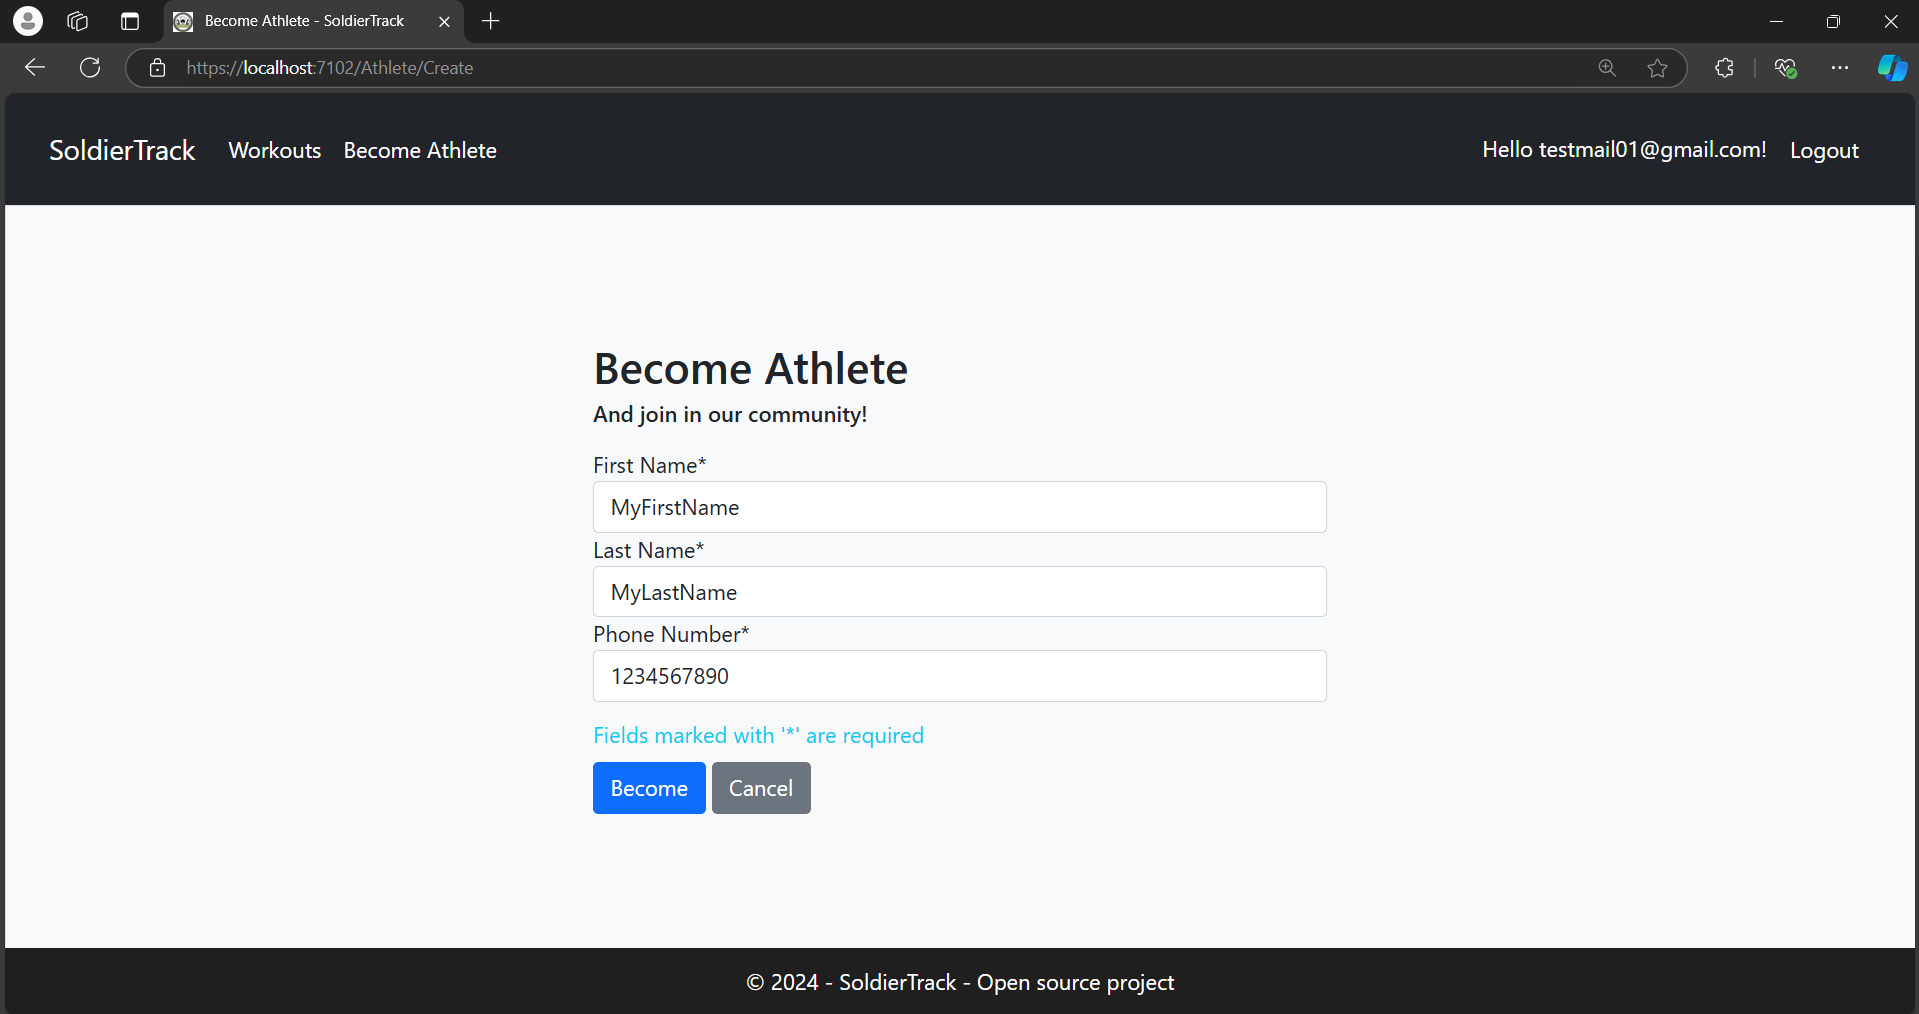 Become Athlete - SoldierTrack
https://localhost:7102/Athlete/Create
SoldierTrack Workouts Become Athlete Hello testmail01@gmail.com! Logout
Become Athlete
And join in our community!
First Name*
MyFirstName
Last Name*
MyLastName
Phone Number*
1234567890
Fields marked with '*' are required
Become Cancel
© 2024 - SoldierTrack - Open source project